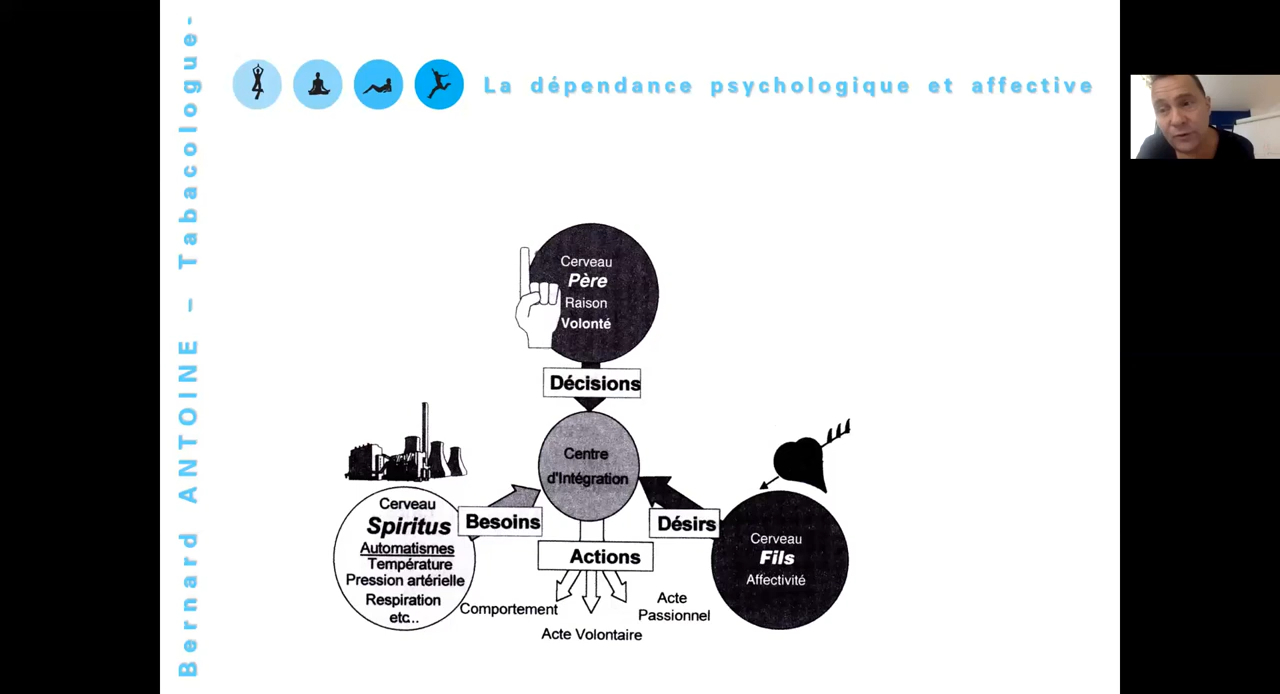 Bernard ANTOINE – Tabacologue-
La dépendance psychologique et affective
Cerveau
Père
Raison
Volonté
Décisions
Centre
d'Intégration
Cerveau
Spiritus
Automatismes
Température
Pression artérielle
Respiration
etc...
Besoins
Désirs
Cerveau
Fils
Affectivité
Actions
Comportement
Acte Volontaire
Acte
Passionnel